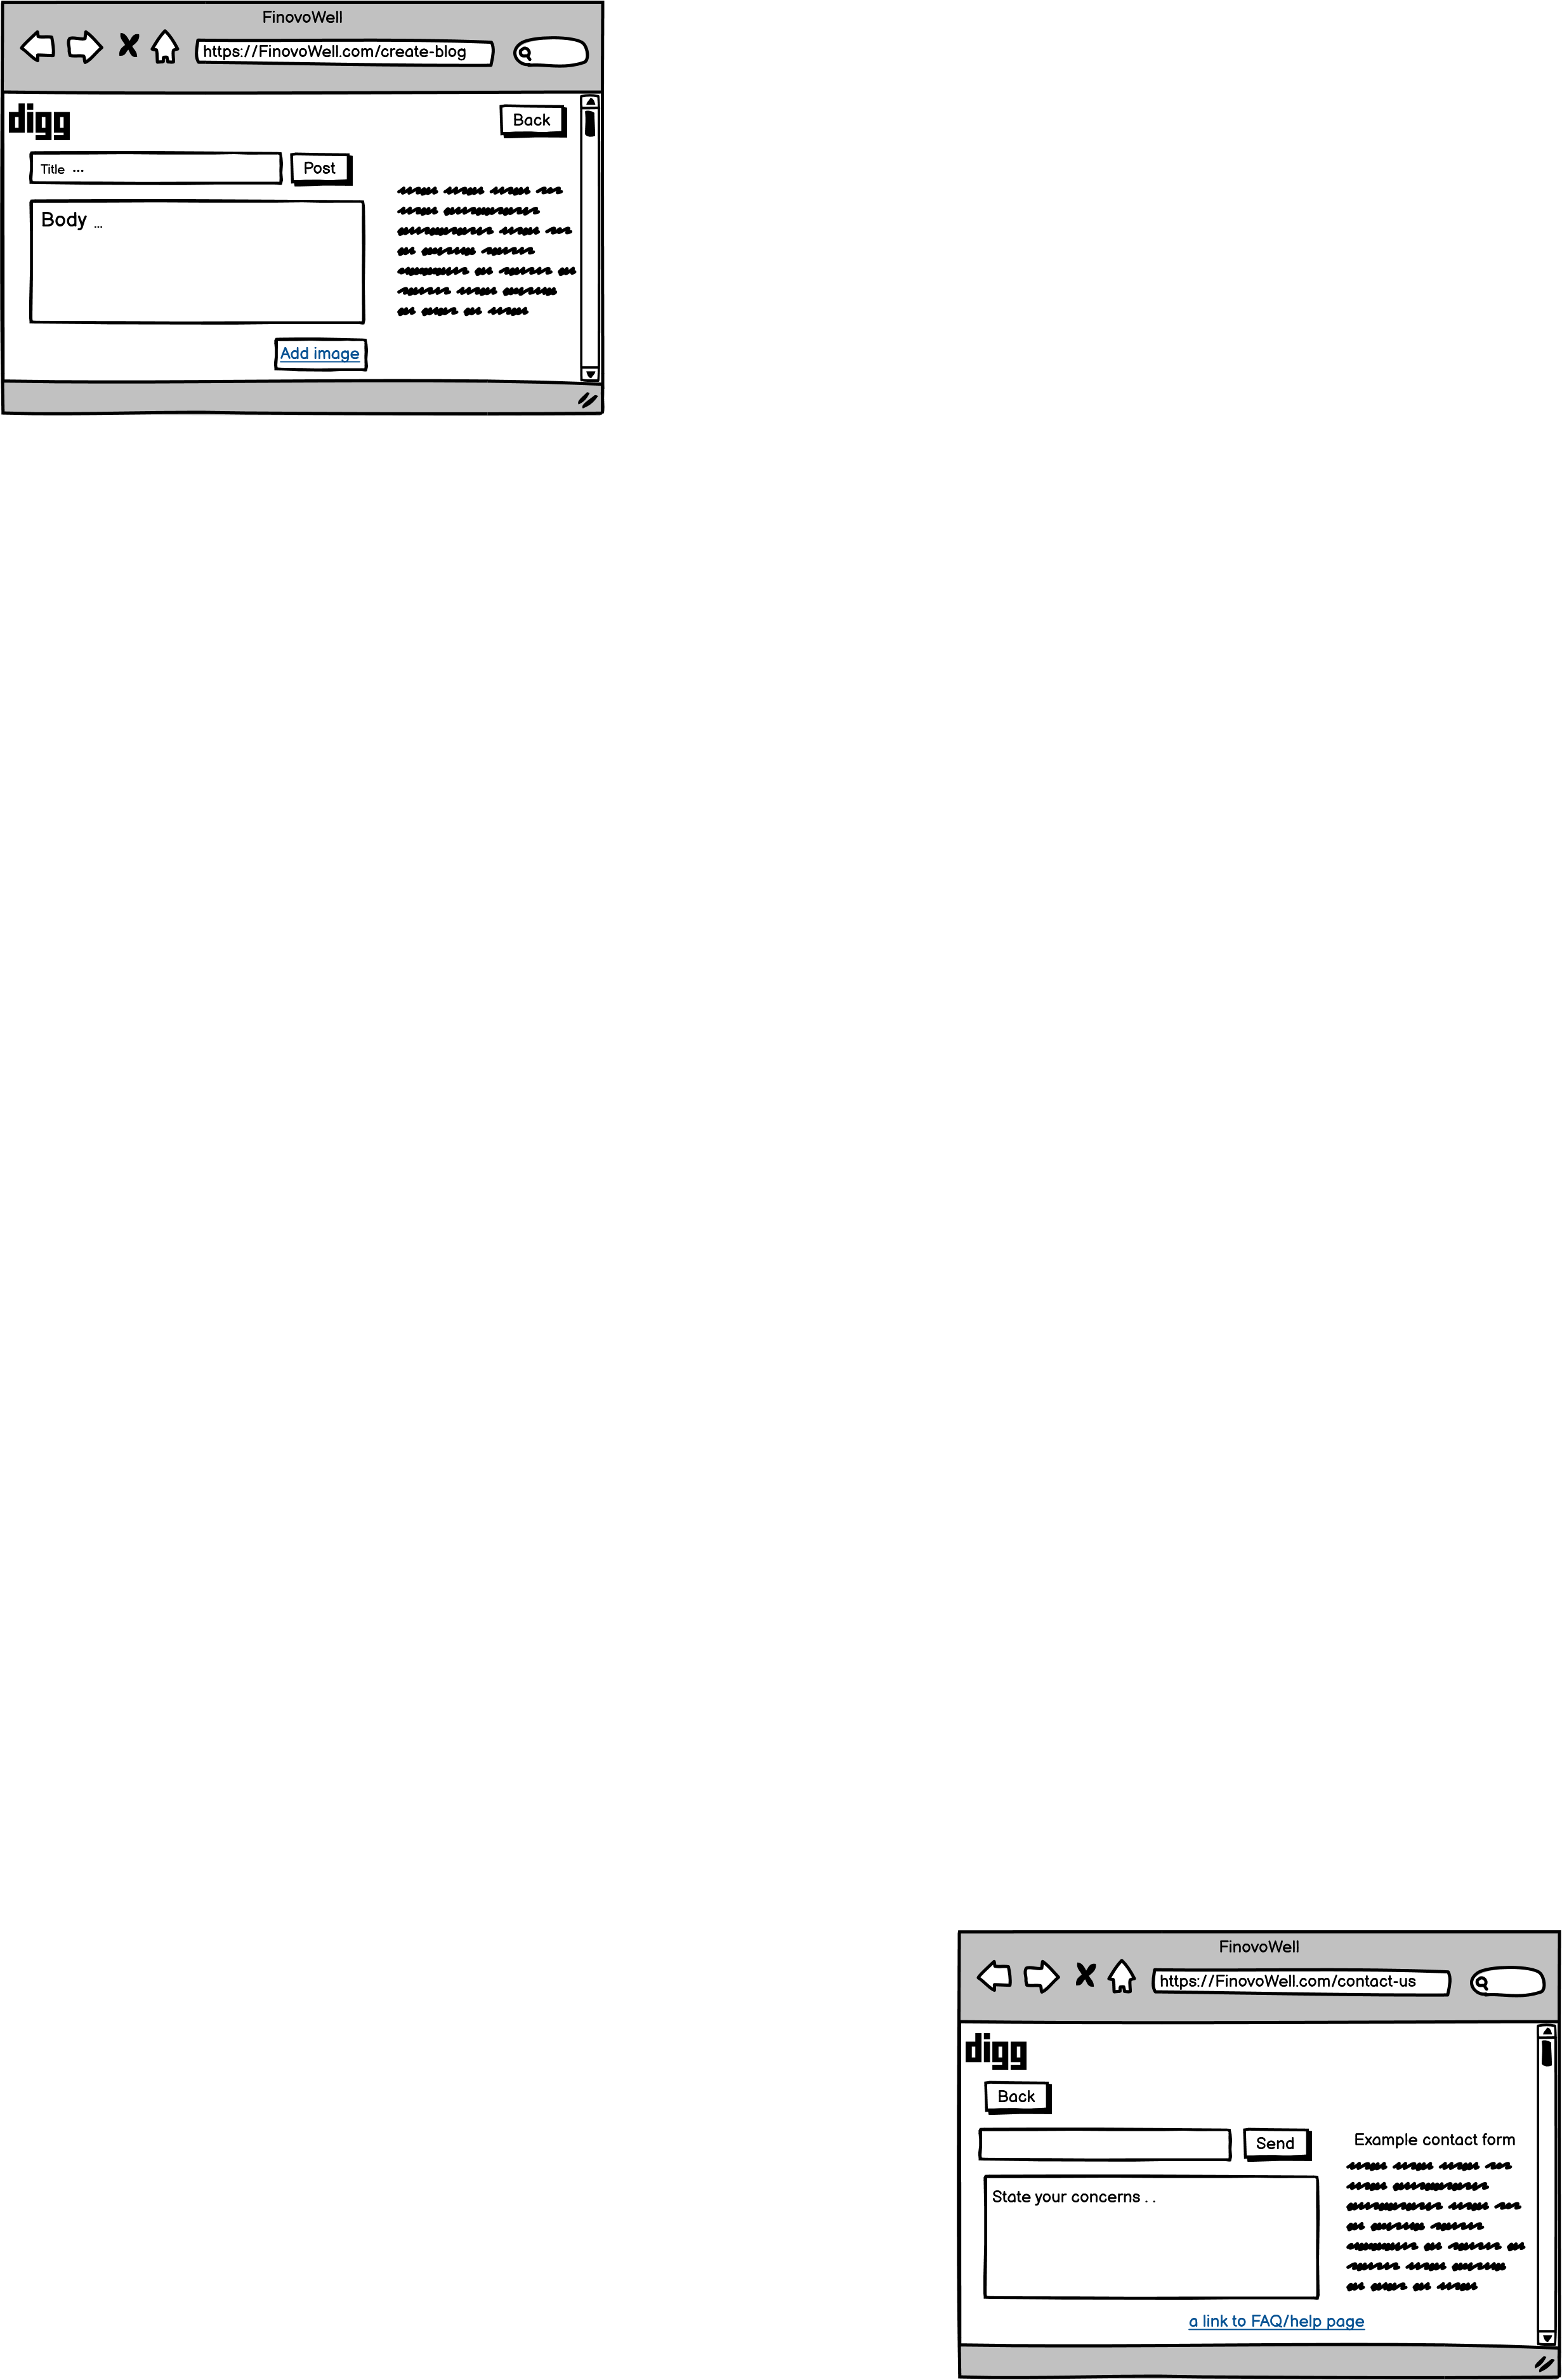 FinovoWell
https://FinovoWell.com/create-blog
digg
Back
Title ...
Post
Body ...
Add image
FinovoWell
https://FinovoWell.com/contact-us
digg
Back
Send
Example contact form
State your concerns . .
a link to FAQ/help page